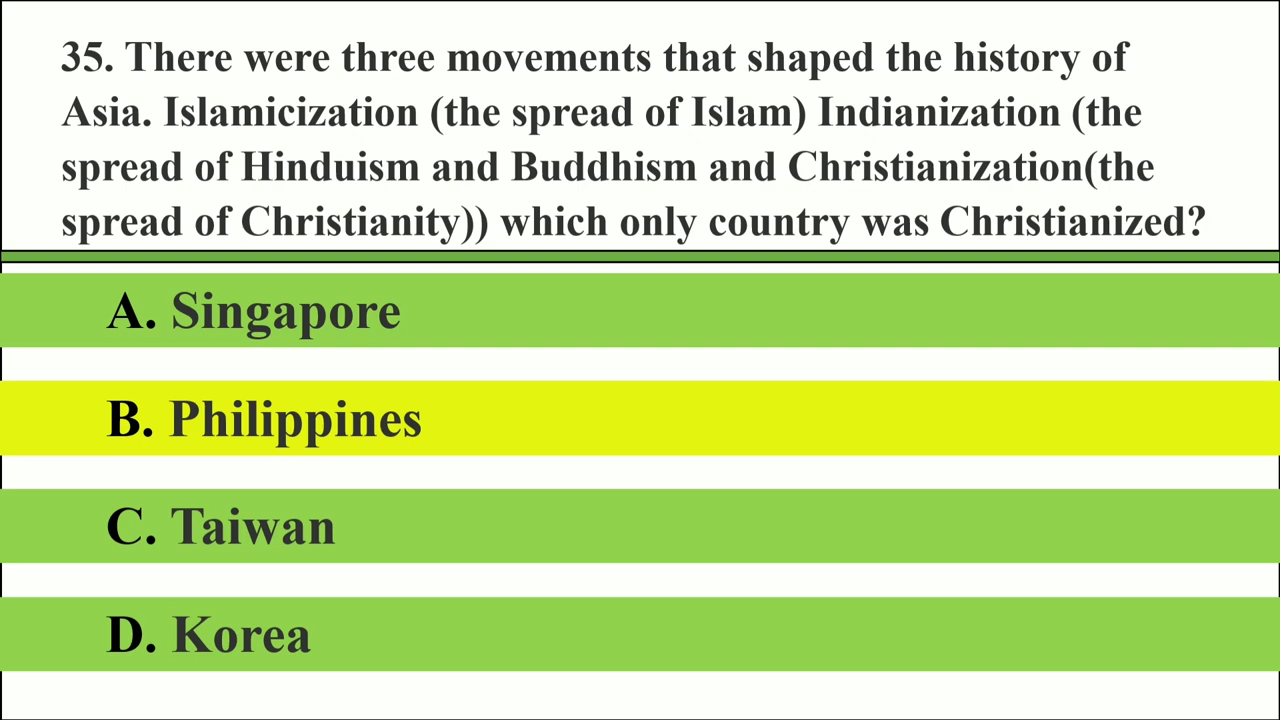 35. There were three movements that shaped the history of
Asia. Islamicization (the spread of Islam) Indianization (the
spread of Hinduism and Buddhism and Christianization(the
spread of Christianity)) which only country was Christianized?
A. Singapore
B. Philippines
C. Taiwan
D. Korea